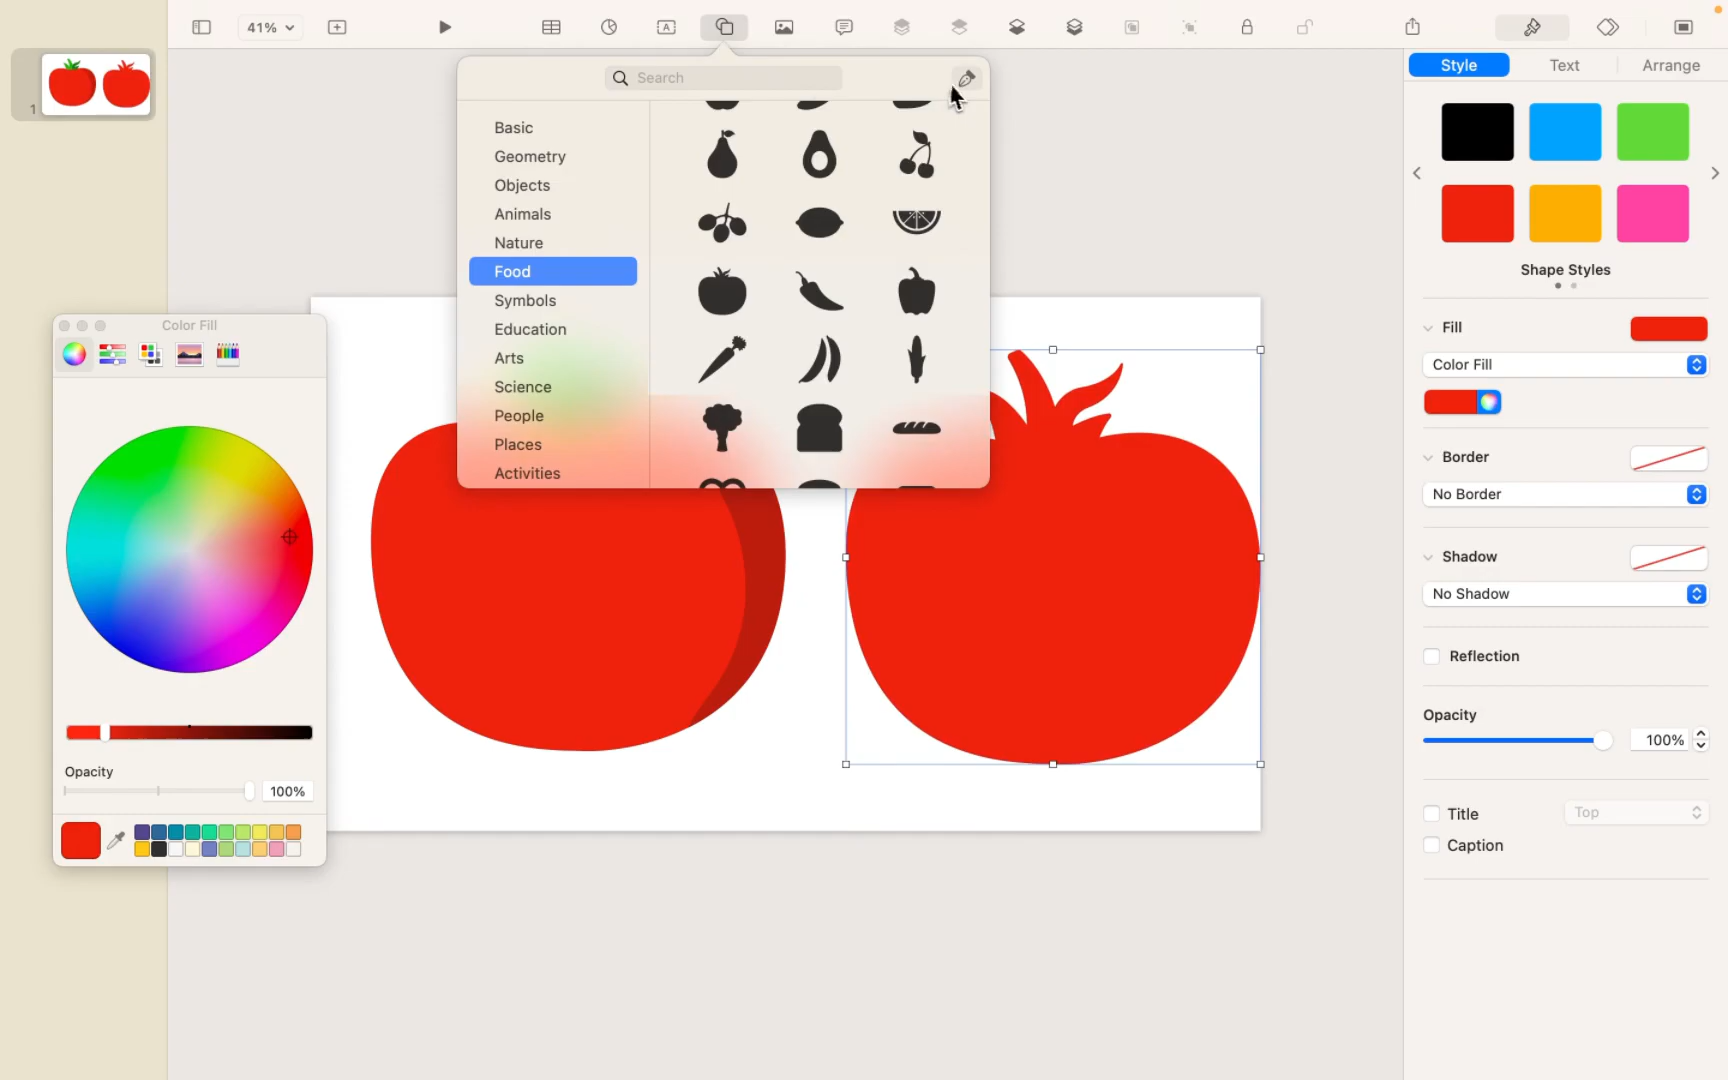 41%
A
Search
Style
Text
Arrange
1
Basic
Geometry
Objects
Animals
Nature
Food
Symbols
Education
Arts
Science
People
Places
Activities
Shape Styles
Color Fill
Opacity
100%
Fill
Color Fill
Border
No Border
Shadow
No Shadow
Reflection
Opacity
100%
Title
Top
Caption